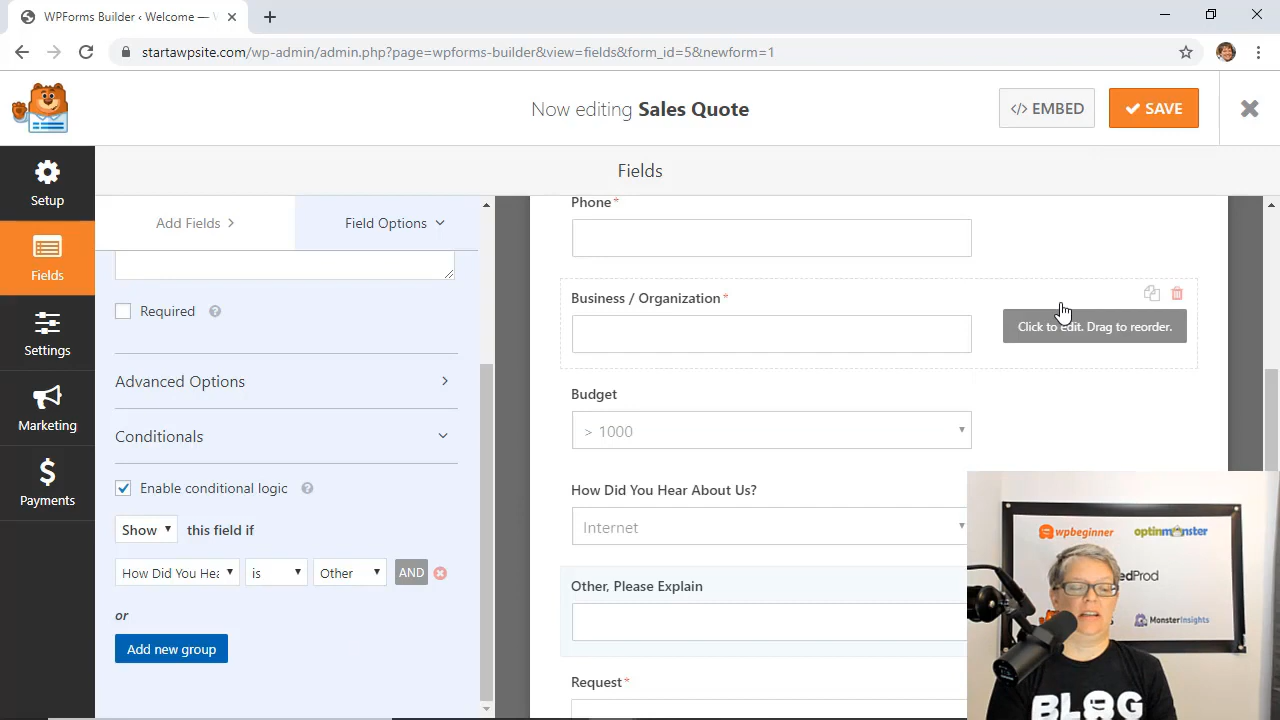 WPForms Builder ‹ Welcome —
startawpsite.com/wp-admin/admin.php?page=wpforms-builder&view=fields&form_id=5&newform=1
Now editing Sales Quote
</> EMBED
SAVE
Setup
Fields
Settings
Marketing
Payments
Fields
Add Fields
Field Options
Required
Advanced Options
Conditionals
Enable conditional logic
Show this field if
How Did You Hea is Other AND
or
Add new group
Phone*
Business / Organization*
Click to edit. Drag to reorder.
Budget
> 1000
How Did You Hear About Us?
Internet
Other, Please Explain
Request*
wpbeginner
optinmonster
edProd
MonsterInsights
BLOG